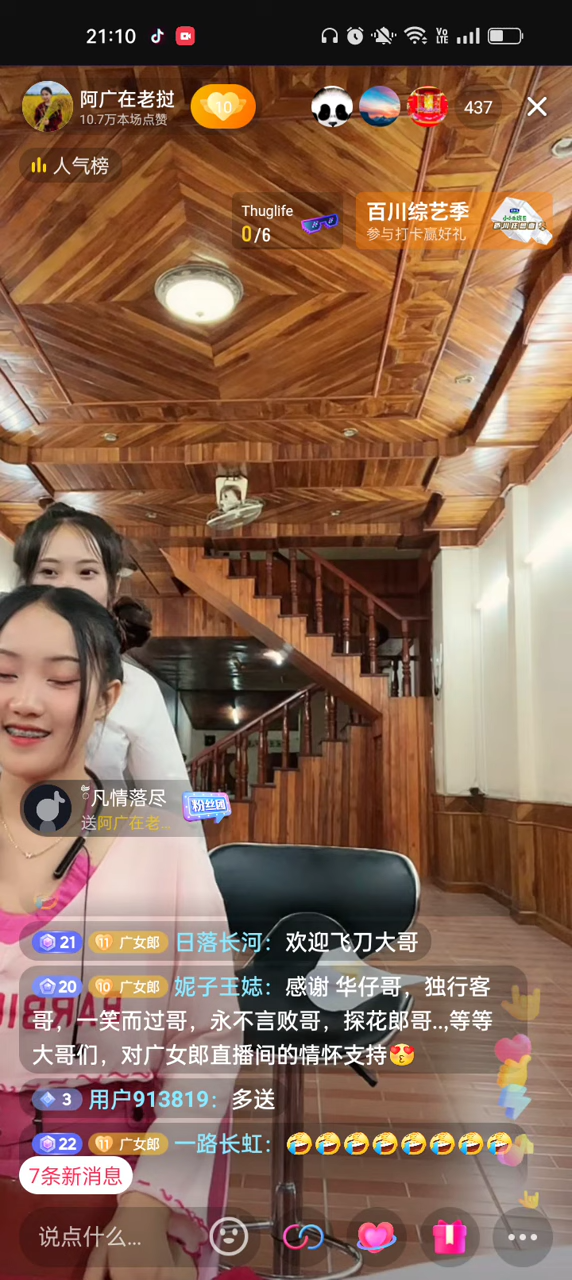 21:10
Vo LTE
阿广在老挝
10.7万本场点赞
10
437
人气榜
Thuglife
0/6
百川综艺季
参与打卡赢好礼
凡情落尽
送阿广在老...
粉丝团
BARBIE
21 11 广女郎 日落长河：欢迎飞刀大哥
20 10 广女郎 妮子王娡：感谢 华仔哥，独行客
哥，一笑而过哥，永不言败哥，探花郎哥..,等等
大哥们，对广女郎直播间的情怀支持😍
3 用户913819：多送
22 11 广女郎 一路长虹：🤣🤣🤣🤣🤣🤣🤣🤣
7条新消息
说点什么...